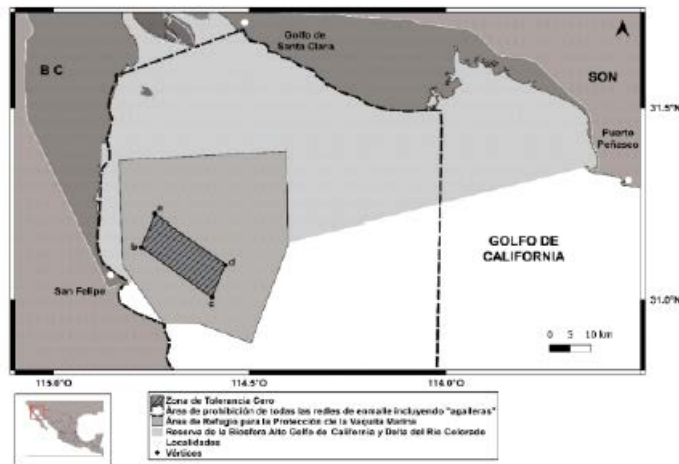 Golfo de
Santa Clara
B C
SON
31.5°N
Puerto
Peñasco
a
b
d
c
GOLFO DE
CALIFORNIA
San Felipe
31.0°N
0 5 10 km
115.0°O
114.5°O
114.0°O
Zona de Tolerancia Cero
Área de prohibición de todas las redes de enmalle incluyendo "agalleras"
Área de Refugio para la Protección de la Vaquita Marina
Reserva de la Biosfera Alto Golfo de California y Delta del Río Colorado
Localidades
Vértices